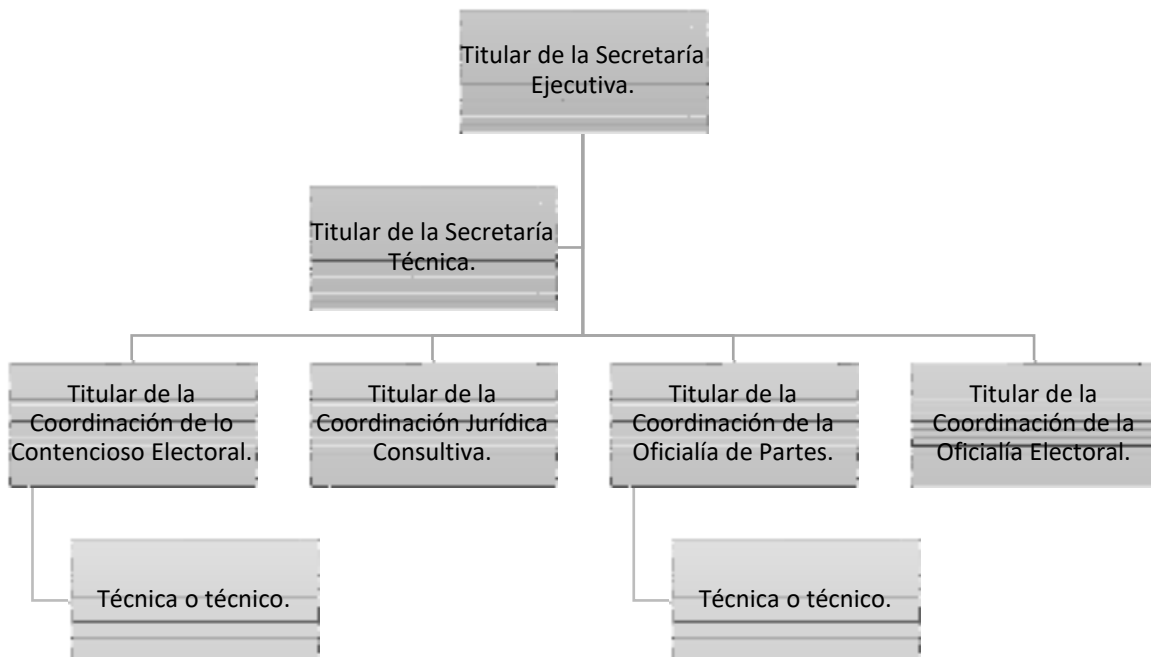 Titular de la Secretaría
Ejecutiva.
Titular de la Secretaría
Técnica.
Titular de la
Coordinación de lo
Contencioso Electoral.
Titular de la
Coordinación Jurídica
Consultiva.
Titular de la
Coordinación de la
Oficialía de Partes.
Titular de la
Coordinación de la
Oficialía Electoral.
Técnica o técnico.
Técnica o técnico.